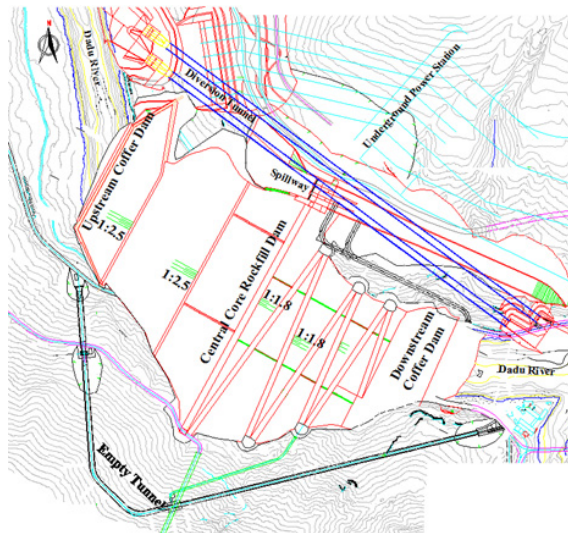 N
Dadu River
Diversion Tunnel
Underground Power Station
Upstream Coffer Dam
1:2.5
Spillway
1:2.5
Central Core Rockfill Dam
1:1.8
1:1.8
Downstream
Coffer Dam
Dadu River
Empty Tunnel